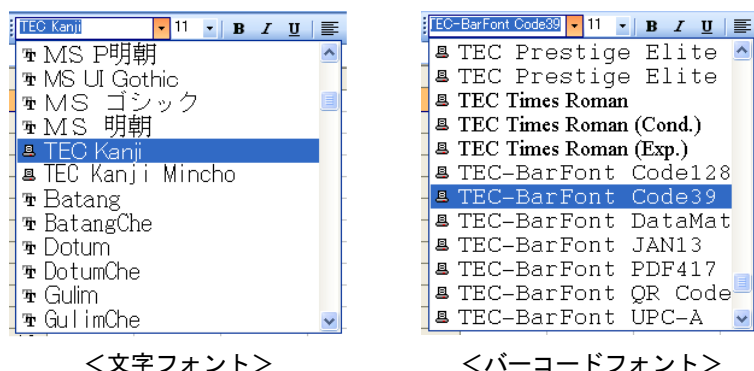 TEC Kanji 11 B I U
MS P明朝
MS UI Gothic
MS ゴシック
MS 明朝
TEC Kanji
TEC Kanji Mincho
Batang
BatangChe
Dotum
DotumChe
Gulim
GulimChe
<文字フォント>
TEC-BarFont Code39 11 B I U
TEC Prestige Elite
TEC Prestige Elite
TEC Times Roman
TEC Times Roman (Cond.)
TEC Times Roman (Exp.)
TEC-BarFont Code128
TEC-BarFont Code39
TEC-BarFont DataMat
TEC-BarFont JAN13
TEC-BarFont PDF417
TEC-BarFont QR Code
TEC-BarFont UPC-A
<バーコードフォント>